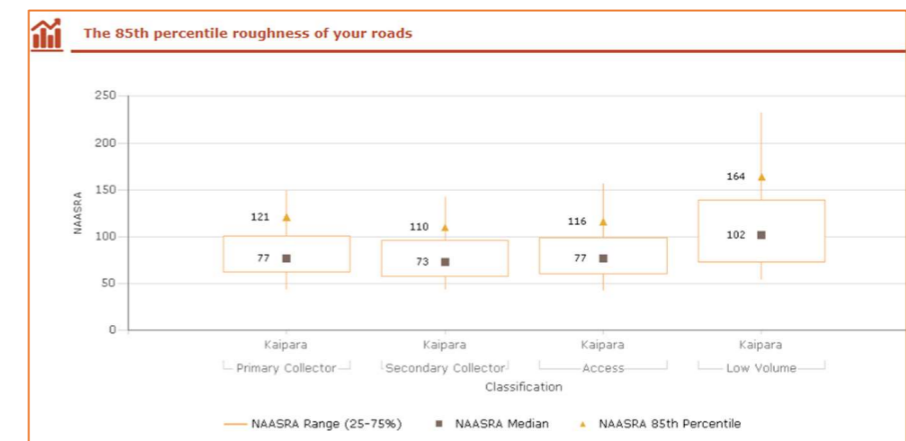 The 85th percentile roughness of your roads
250
200
150
100
50
0
NAASRA
121
77
110
73
116
77
164
102
Kaipara Kaipara Kaipara Kaipara
Primary Collector Secondary Collector Access Low Volume
Classification
NAASRA Range (25-75%) NAASRA Median NAASRA 85th Percentile